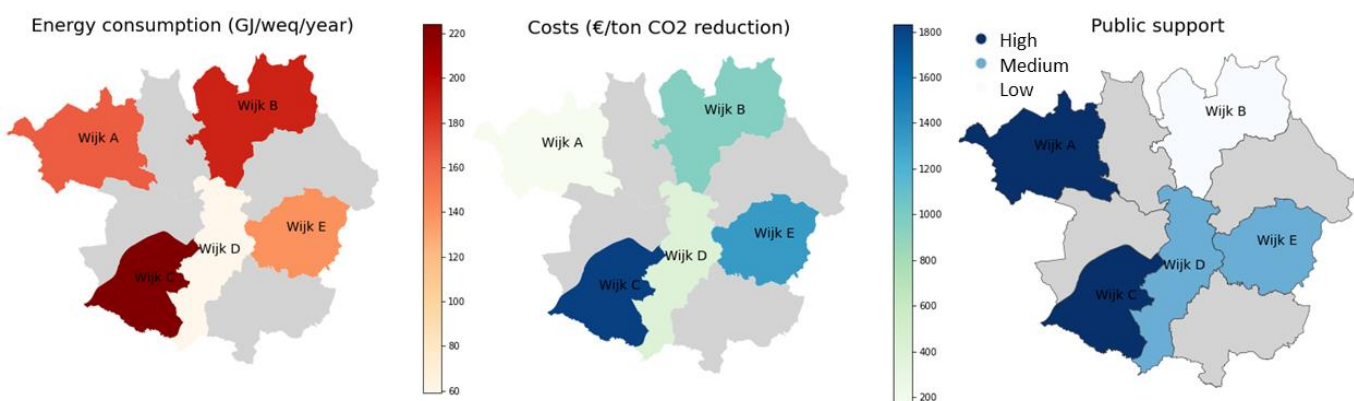 Energy consumption (GJ/weq/year)
Wijk A
Wijk B
Wijk C
Wijk D
Wijk E
220
200
180
160
140
120
100
80
60
Costs (€/ton CO2 reduction)
Wijk A
Wijk B
Wijk C
Wijk D
Wijk E
1800
1600
1400
1200
1000
800
600
400
200
Public support
High
Medium
Low
Wijk A
Wijk B
Wijk C
Wijk D
Wijk E